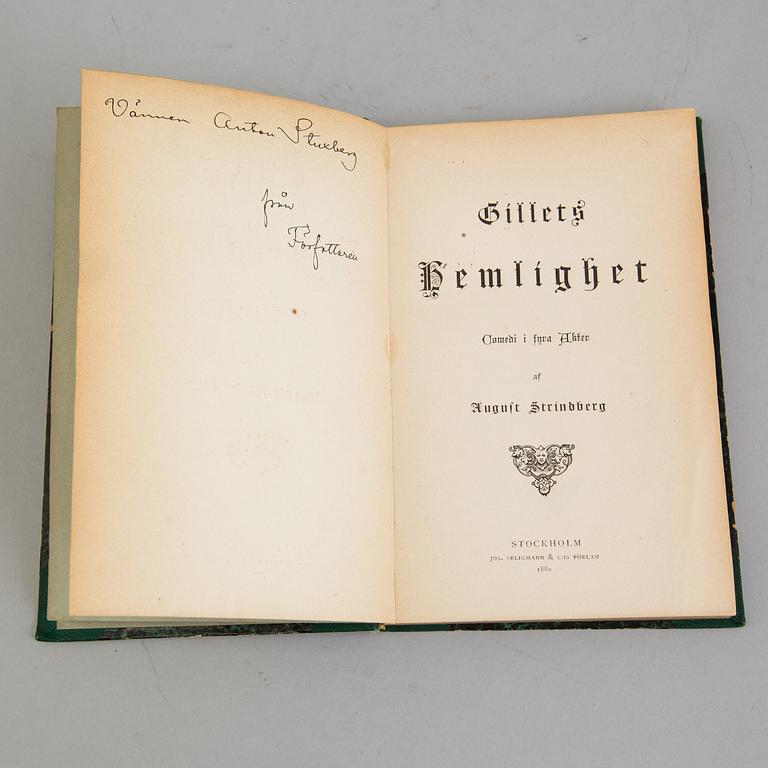 Vännen Anton Stuxberg
från
Författaren
Gillets
Hemlighet
Comedi i fyra Akter
af
August Strindberg
STOCKHOLM
JOS. SELIGMANN & C:IS FÖRLAG
1880